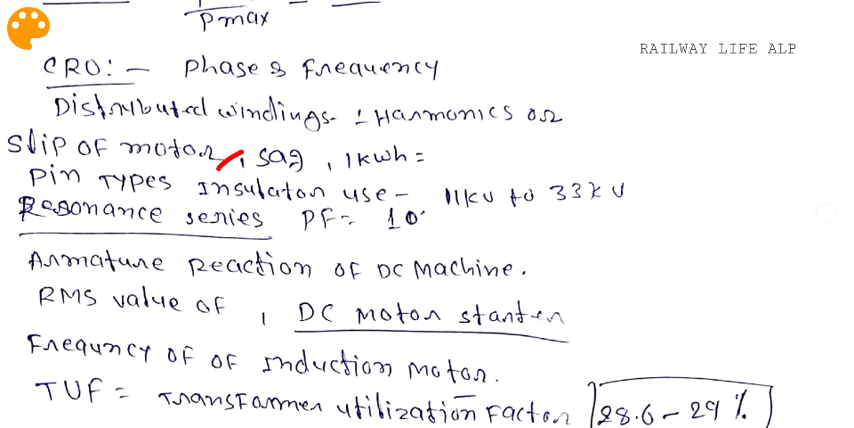 Pmax
RAILWAY LIFE ALP
CRO:- Phase & Frequency
Distributed windings- Harmonics or
Slip OF motor, sag, 1kwh=
Pin TYPES Insulator use- 11KV to 33KV
Resonance series PF= 10
Armature Reaction OF DC Machine.
RMS value OF, DC Motor starter
Frequncy OF OF Induction Motor.
TUF= Transformer utilization Factor 28.6-29%